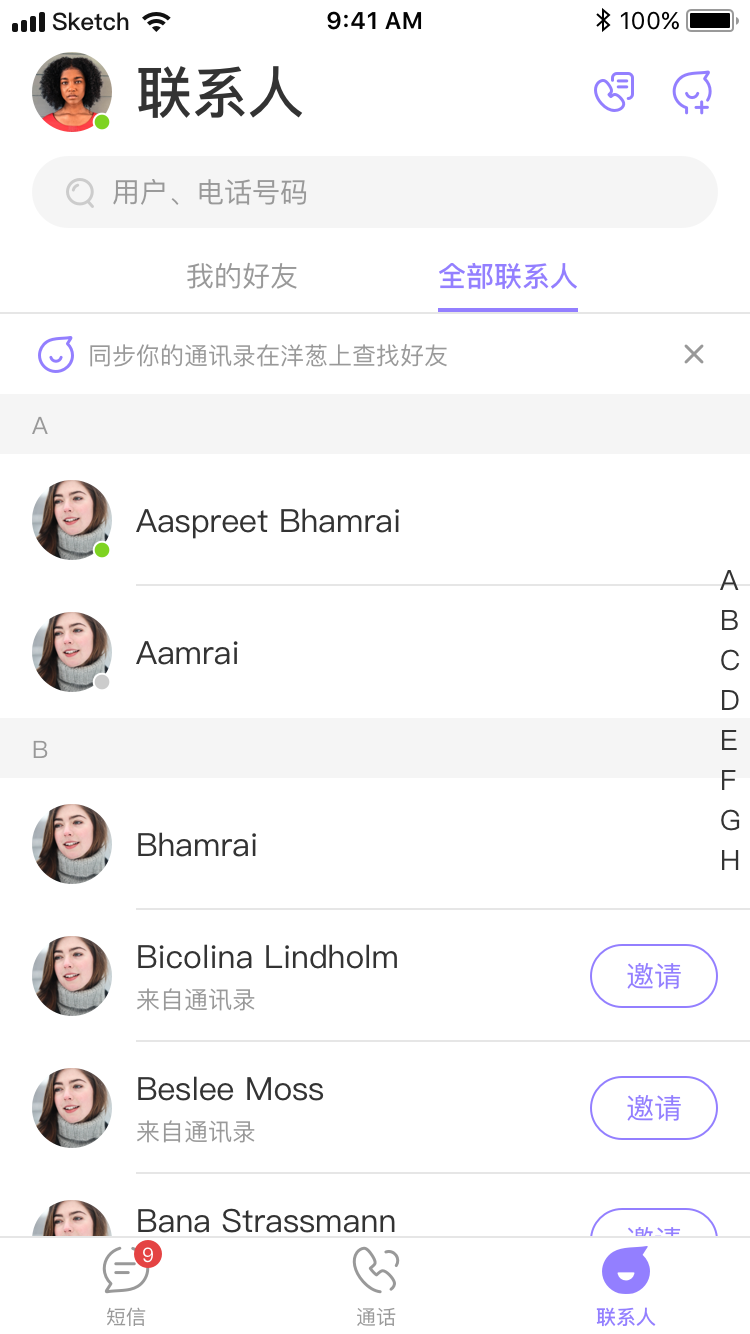 Sketch 9:41 AM 100%
联系人
用户、电话号码
我的好友 全部联系人
同步你的通讯录在洋葱上查找好友
A
Aaspreet Bhamrai
A
Aamrai
B
C
D
B
E
F
Bhamrai
G
H
Bicolina Lindholm
来自通讯录
邀请
Beslee Moss
来自通讯录
邀请
Bana Strassmann
邀请
9
短信 通话 联系人